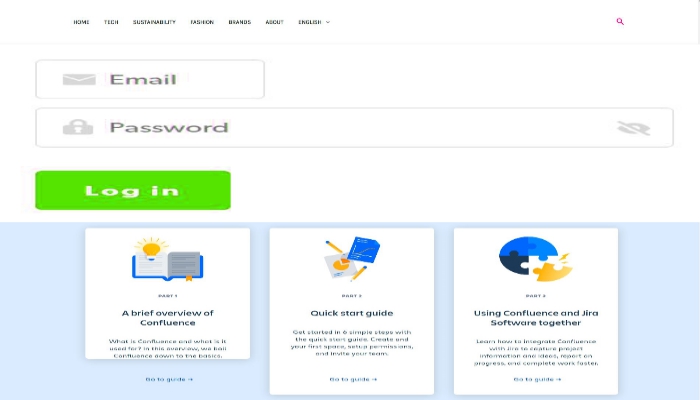 HOME TECH SUSTAINABILITY FASHION BRANDS ABOUT ENGLISH
Email
Password
Log in
PART 1
A brief overview of
Confluence
What is Confluence and what is it
used for? In this overview, we boil
Confluence down to the basics.
Go to guide →
PART 2
Quick start guide
Get started in 6 simple steps with
the quick start guide. Create and
your first space, setup permissions,
and invite your team.
Go to guide →
PART 3
Using Confluence and Jira
Software together
Learn how to integrate Confluence
with Jira to capture project
information and ideas, report on
progress, and complete work faster.
Go to guide →